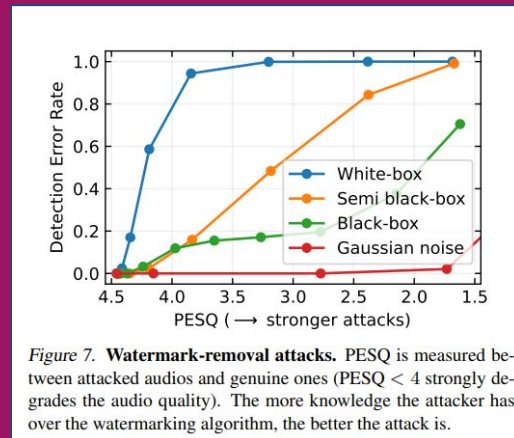 1.0
0.8
0.6
0.4
0.2
0.0
Detection Error Rate
White-box
Semi black-box
Black-box
Gaussian noise
4.5 4.0 3.5 3.0 2.5 2.0 1.5
PESQ (⟶ stronger attacks)
Figure 7. Watermark-removal attacks. PESQ is measured be-
tween attacked audios and genuine ones (PESQ < 4 strongly de-
grades the audio quality). The more knowledge the attacker has
over the watermarking algorithm, the better the attack is.